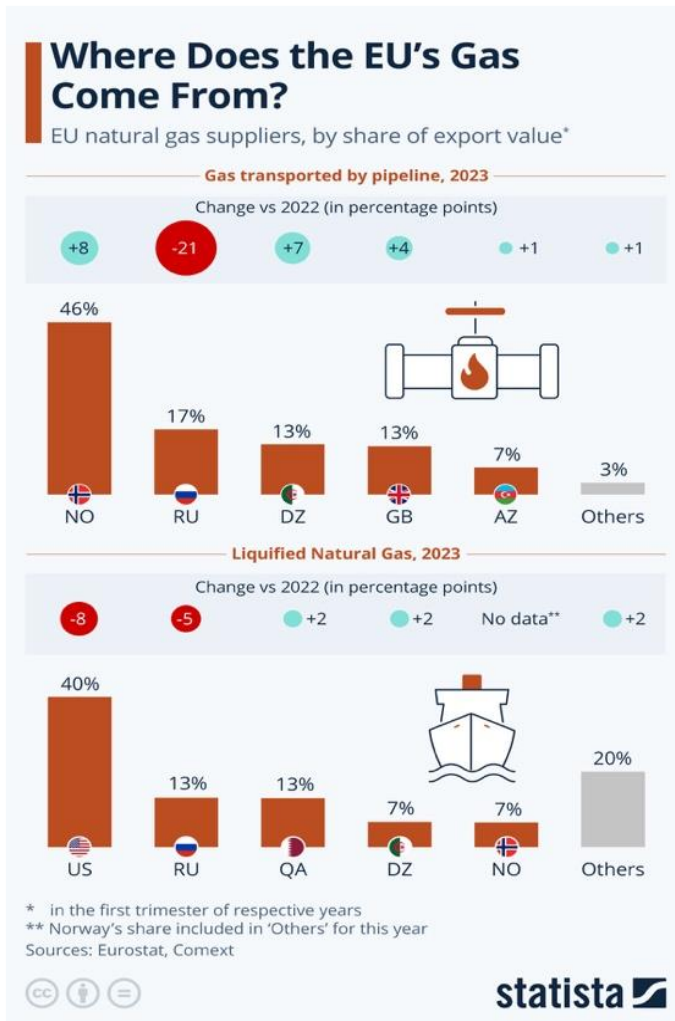 Where Does the EU’s Gas
Come From?
EU natural gas suppliers, by share of export value*
Gas transported by pipeline, 2023
Change vs 2022 (in percentage points)
+8 -21 +7 +4 +1 +1
46% 17% 13% 13% 7% 3%
NO RU DZ GB AZ Others
Liquified Natural Gas, 2023
Change vs 2022 (in percentage points)
-8 -5 +2 +2 No data** +2
40% 13% 13% 7% 7% 20%
US RU QA DZ NO Others
* in the first trimester of respective years
** Norway’s share included in ‘Others’ for this year
Sources: Eurostat, Comext
cc
statista